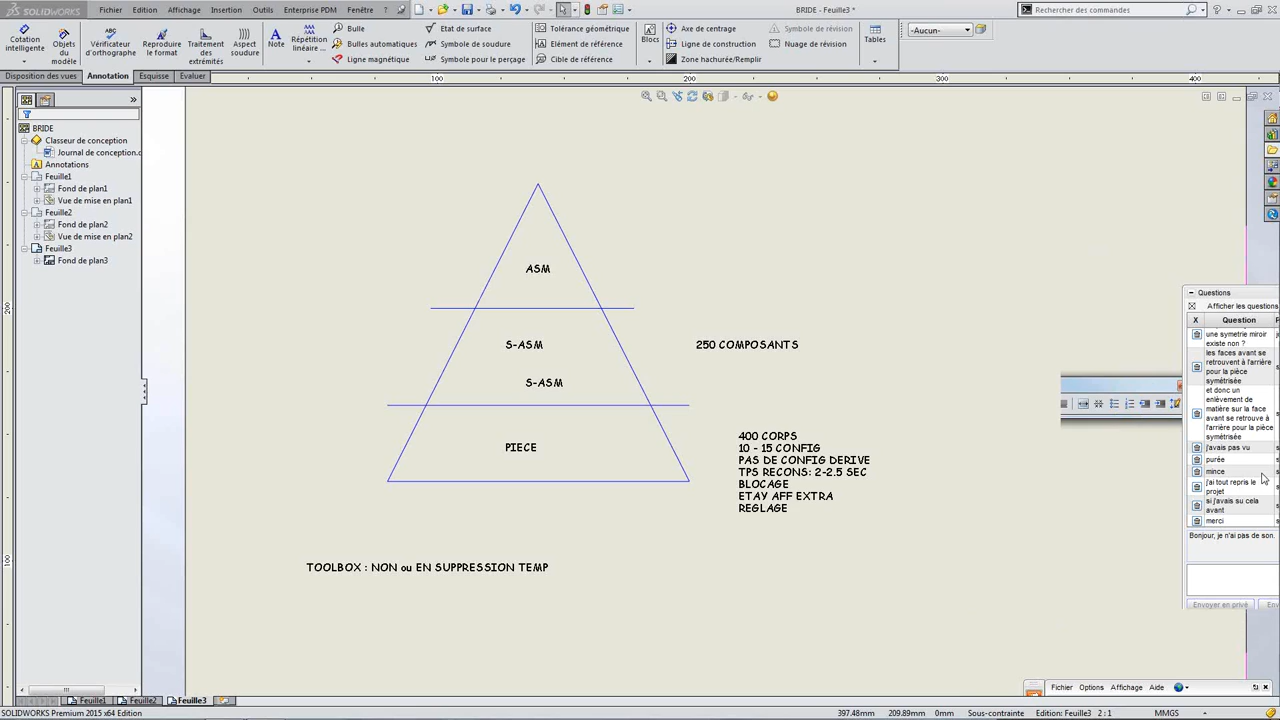 SOLIDWORKS
Fichier Edition Affichage Insertion Outils Enterprise PDM Fenêtre
BRIDE - Feuille3 *
Rechercher des commandes
Cotation intelligente
Objets du modèle
Vérificateur d'orthographe
Reproduire le format
Traitement des extrémités
Aspect soudure
Note
Répétition linéaire ...
Bulle
Bulles automatiques
Ligne magnétique
Etat de surface
Symbole de soudure
Symbole pour le perçage
Tolérance géométrique
Elément de référence
Cible de référence
Blocs
Axe de centrage
Ligne de construction
Zone hachurée/Remplir
Symbole de révision
Nuage de révision
Tables
-Aucun-
Disposition des vues Annotation Esquisse Evaluer
100 200 300 400
BRIDE
Classeur de conception
Journal de conception.d
Annotations
Feuille1
Fond de plan1
Vue de mise en plan1
Feuille2
Fond de plan2
Vue de mise en plan2
Feuille3
Fond de plan3
200
100
ASM
S-ASM
250 COMPOSANTS
S-ASM
PIECE
400 CORPS
10 - 15 CONFIG
PAS DE CONFIG DERIVE
TPS RECONS: 2-2.5 SEC
BLOCAGE
ETAY AFF EXTRA
REGLAGE
TOOLBOX : NON ou EN SUPPRESSION TEMP
Questions
Afficher les questions
X Question
une symetrie miroir
existe non ?
les faces avant se
retrouvent à l'arrière
pour la pièce
symétrisée
et donc un
enlèvement de
matière sur la face
avant se retrouve à
l'arrière pour la pièce
symétrisée
j'avais pas vu
purée
mince
j'ai tout repris le
projet
si j'avais su cela
avant
merci
Bonjour, je n'ai pas de son.
Envoyer en privé Env
Fichier Options Affichage Aide
Feuille1 Feuille2 Feuille3
SOLIDWORKS Premium 2015 x64 Edition
397.48mm 209.89mm 0mm Sous-contrainte Edition: Feuille3 2 : 1 MMGS